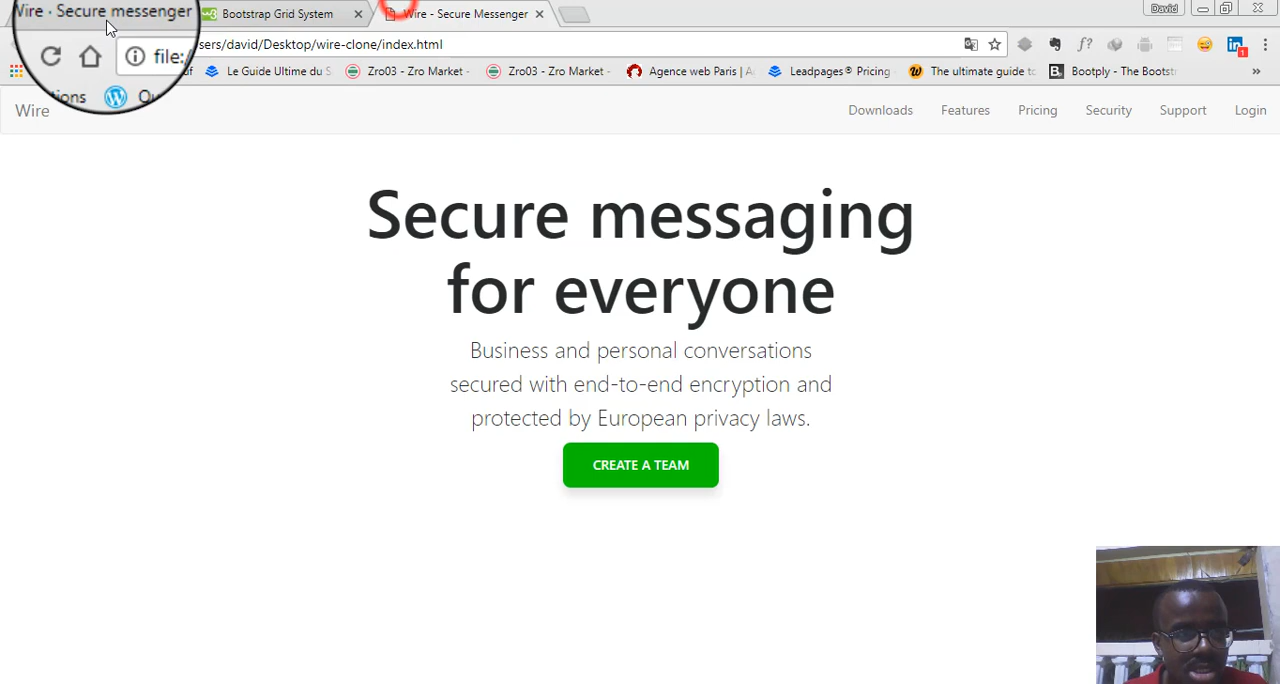 Wire · Secure messenger
Bootstrap Grid System
Wire - Secure Messenger
David
file:
sers/david/Desktop/wire-clone/index.html
f?
1
Le Guide Ultime du S
Zro03 - Zro Market -
Zro03 - Zro Market -
Agence web Paris | A
Leadpages® Pricing
The ultimate guide to
Bootply - The Bootst
»
Wire
Downloads
Features
Pricing
Security
Support
Login
Secure messaging
for everyone
Business and personal conversations
secured with end-to-end encryption and
protected by European privacy laws.
CREATE A TEAM